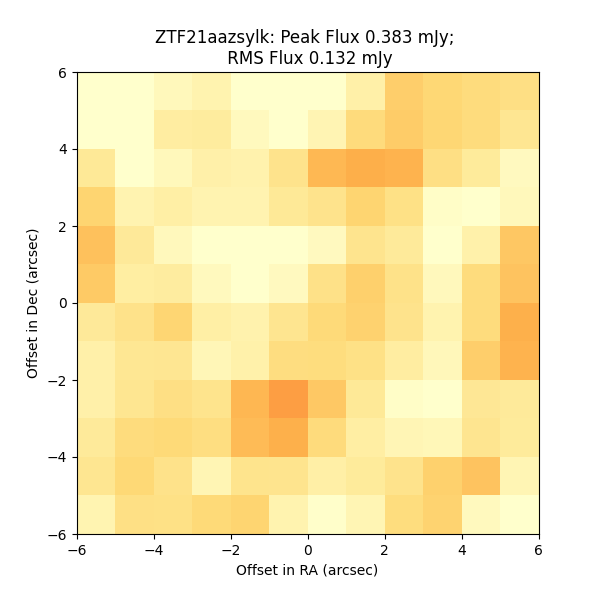 ZTF21aazsylk: Peak Flux 0.383 mJy;
RMS Flux 0.132 mJy
6
4
2
0
−2
−4
−6
Offset in Dec (arcsec)
−6 −4 −2 0 2 4 6
Offset in RA (arcsec)